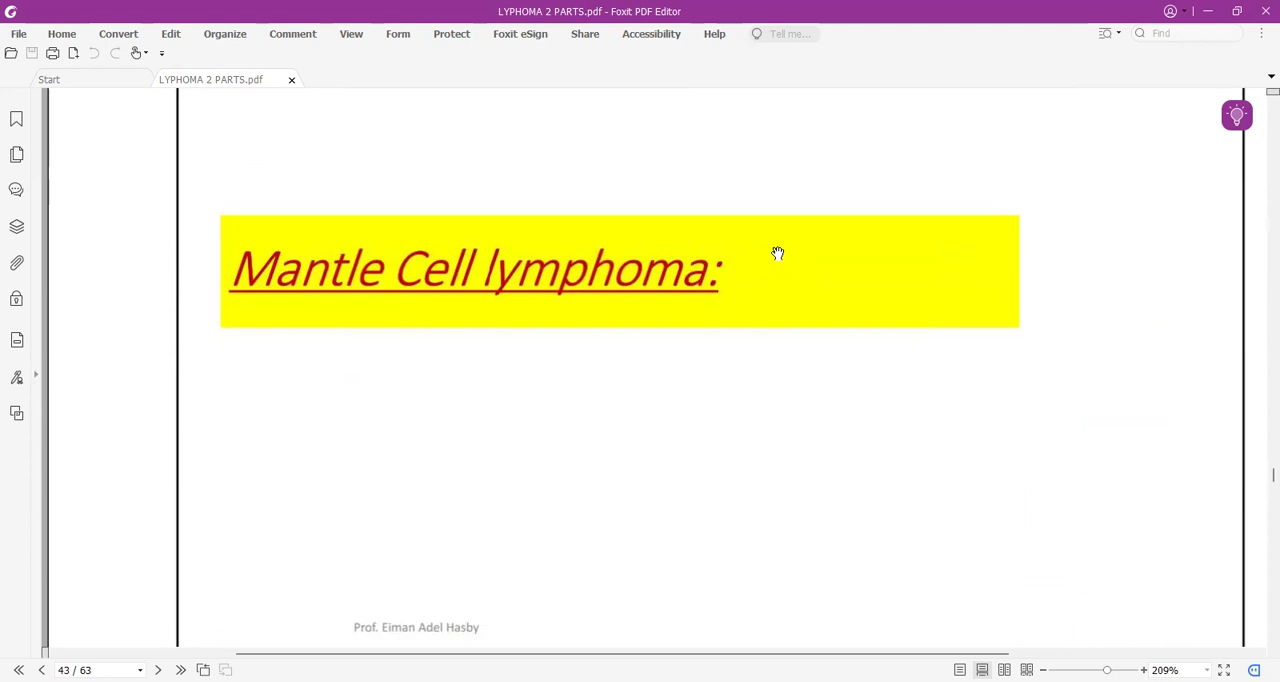 LYPHOMA 2 PARTS.pdf - Foxit PDF Editor
File Home Convert Edit Organize Comment View Form Protect Foxit eSign Share Accessibility Help Tell me... Find
Start LYPHOMA 2 PARTS.pdf
Mantle Cell lymphoma:
Prof. Eiman Adel Hasby
43 / 63 209%